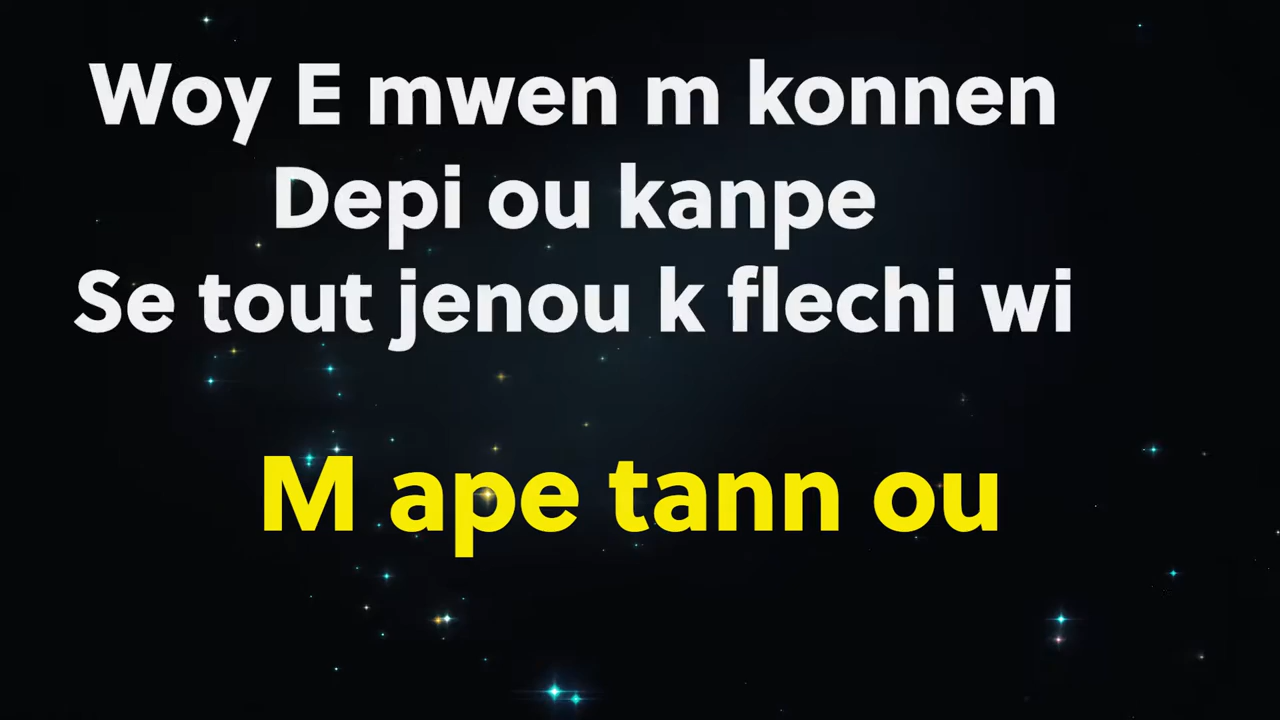 Woy E mwen m konnen
Depi ou kanpe
Se tout jenou k flechi wi
M ape tann ou